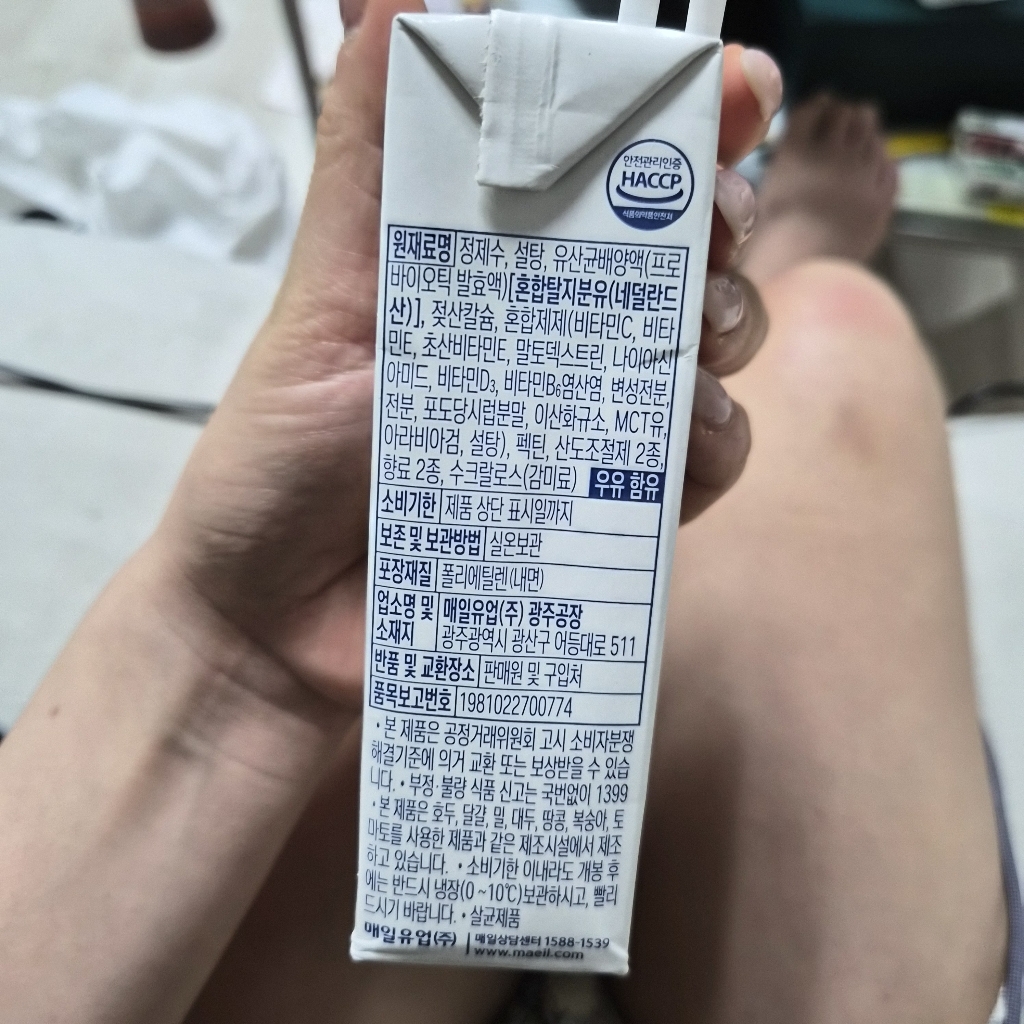 안전관리인증
HACCP
식품의약품안전처
원재료명 정제수, 설탕, 유산균배양액(프로
바이오틱 발효액)[혼합탈지분유(네덜란드
산)], 젖산칼슘, 혼합제제(비타민C, 비타
민E, 초산비타민E, 말토덱스트린, 나이아신
아미드, 비타민D₃, 비타민B₆염산염, 변성전분,
전분, 포도당시럽분말, 이산화규소, MCT유,
아라비아검, 설탕), 펙틴, 산도조절제 2종,
향료 2종, 수크랄로스(감미료) 우유 함유
소비기한 제품 상단 표시일까지
보존 및 보관방법 실온보관
포장재질 폴리에틸렌(내면)
업소명 및 소재지 매일유업(주) 광주공장
광주광역시 광산구 어등대로 511
반품 및 교환장소 판매원 및 구입처
품목보고번호 1981022700774
• 본 제품은 공정거래위원회 고시 소비자분쟁
해결기준에 의거 교환 또는 보상받을 수 있습
니다. • 부정·불량 식품 신고는 국번없이 1399
• 본 제품은 호두, 달걀, 밀, 대두, 땅콩, 복숭아, 토
마토를 사용한 제품과 같은 제조시설에서 제조
하고 있습니다. • 소비기한 이내라도 개봉 후
에는 반드시 냉장(0~10℃)보관하시고, 빨리
드시기 바랍니다. • 살균제품
매일유업(주) 매일상담센터 1588-1539
www.maeil.com